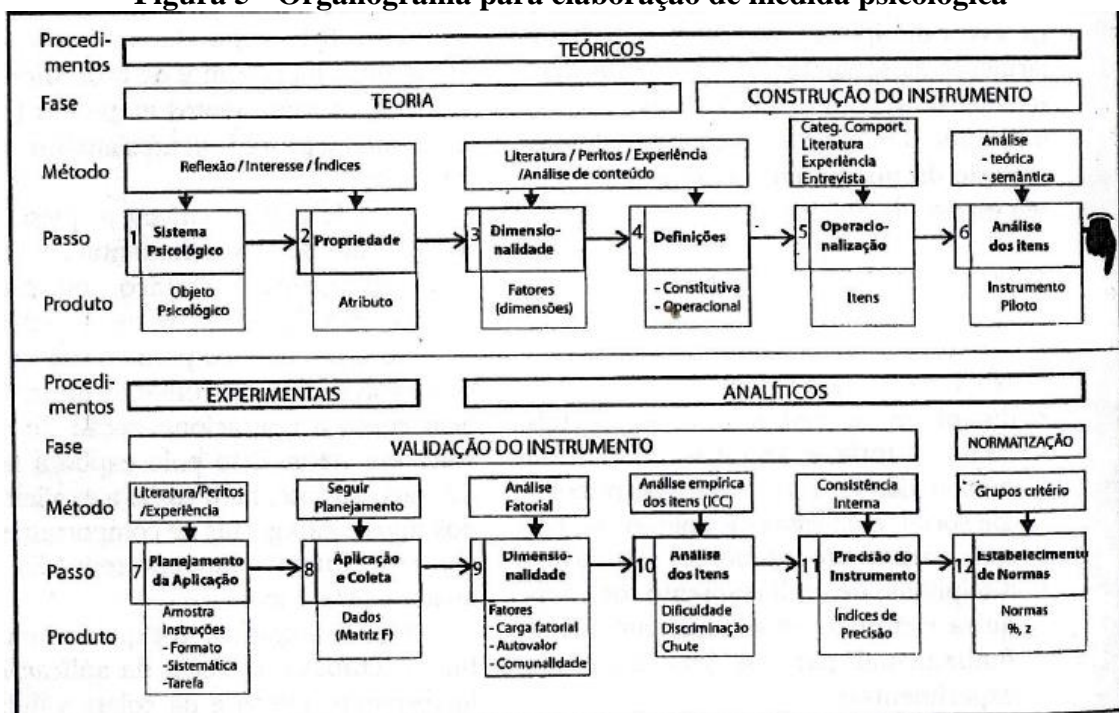 Figura 5 - Organograma para elaboração de medida psicológica
Procedi-
mentos
TEÓRICOS
Fase
TEORIA
CONSTRUÇÃO DO INSTRUMENTO
Método
Reflexão / Interesse / Índices
Literatura / Peritos / Experiência
/Análise de conteúdo
Categ. Comport.
Literatura
Experiência
Entrevista
Análise
- teórica
- semântica
Passo
1 Sistema
Psicológico
2 Propriedade
3 Dimensio-
nalidade
4 Definições
5 Operacio-
nalização
6 Análise
dos itens
Produto
Objeto
Psicológico
Atributo
Fatores
(dimensões)
- Constitutiva
- Operacional
Itens
Instrumento
Piloto
Procedi-
mentos
EXPERIMENTAIS
ANALÍTICOS
Fase
VALIDAÇÃO DO INSTRUMENTO
NORMATIZAÇÃO
Método
Literatura/Peritos
/Experiência
Seguir
Planejamento
Análise
Fatorial
Análise empírica
dos itens (ICC)
Consistência
Interna
Grupos critério
Passo
7 Planejamento
da Aplicação
8 Aplicação
e Coleta
9 Dimensio-
nalidade
10 Análise
dos Itens
11 Precisão do
Instrumento
12 Estabelecimento
de Normas
Produto
Amostra
Instruções
- Formato
- Sistemática
-Tarefa
Dados
(Matriz F)
Fatores
- Carga fatorial
- Autovalor
- Comunalidade
Dificuldade
Discriminação
Chute
Índices de
Precisão
Normas
%, z